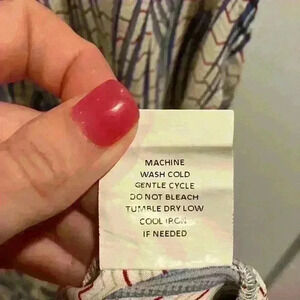 MACHINE
WASH COLD
GENTLE CYCLE
DO NOT BLEACH
TUMBLE DRY LOW
COOL IRON
IF NEEDED